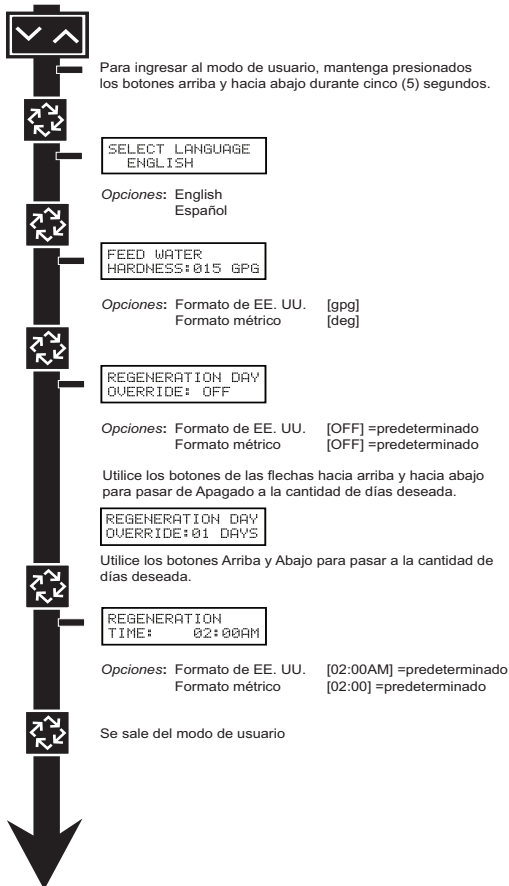 Para ingresar al modo de usuario, mantenga presionados
los botones arriba y hacia abajo durante cinco (5) segundos.
SELECT LANGUAGE
ENGLISH
Opciones: English
Español
FEED WATER
HARDNESS:015 GPG
Opciones: Formato de EE. UU. [gpg]
Formato métrico [deg]
REGENERATION DAY
OVERRIDE: OFF
Opciones: Formato de EE. UU. [OFF] =predeterminado
Formato métrico [OFF] =predeterminado
Utilice los botones de las flechas hacia arriba y hacia abajo
para pasar de Apagado a la cantidad de días deseada.
REGENERATION DAY
OVERRIDE:01 DAYS
Utilice los botones Arriba y Abajo para pasar a la cantidad de
días deseada.
REGENERATION
TIME: 02:00AM
Opciones: Formato de EE. UU. [02:00AM] =predeterminado
Formato métrico [02:00] =predeterminado
Se sale del modo de usuario